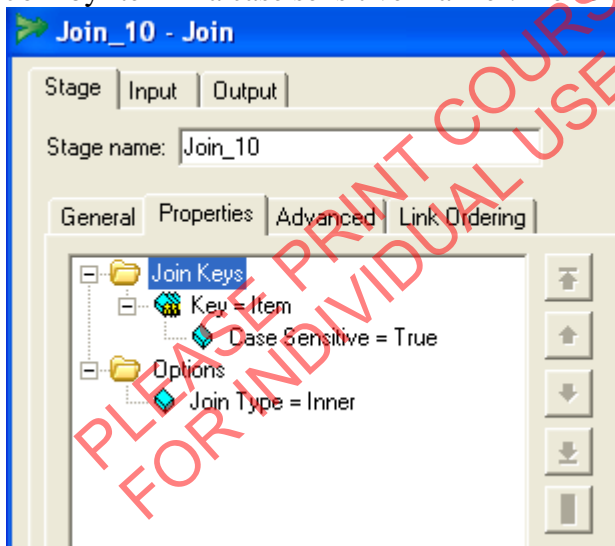 Join_10 - Join
Stage Input Output
Stage name: Join_10
General Properties Advanced Link Ordering
Join Keys
Key = Item
Case Sensitive = True
Options
Join Type = Inner
PLEASE PRINT COURS
FOR INDIVIDUAL USE